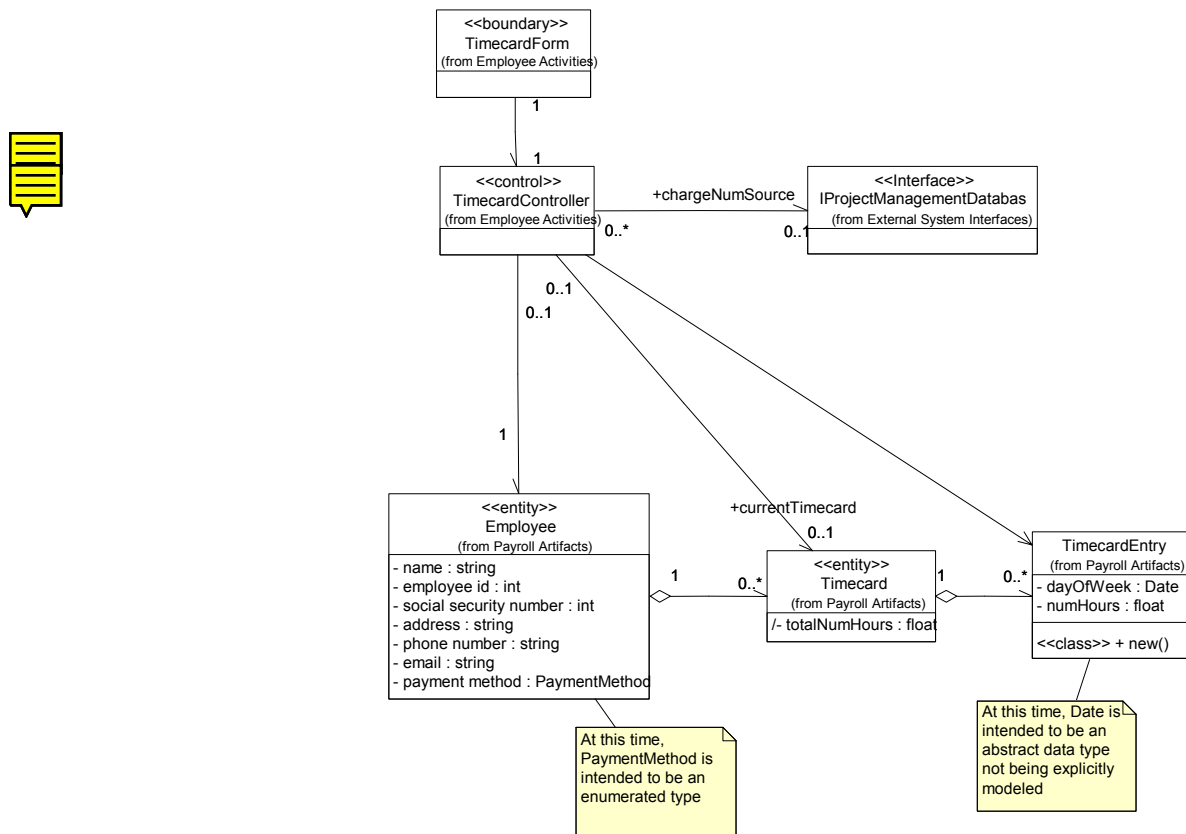 <<boundary>>
TimecardForm
(from Employee Activities)
1
1
<<control>>
TimecardController
(from Employee Activities)
+chargeNumSource
0..*
0..1
<<Interface>>
IProjectManagementDatabas
(from External System Interfaces)
0..1
0..1
1
+currentTimecard
0..1
<<entity>>
Employee
(from Payroll Artifacts)
- name : string
- employee id : int
- social security number : int
- address : string
- phone number : string
- email : string
- payment method : PaymentMethod
1
0..*
<<entity>>
Timecard
(from Payroll Artifacts)
/- totalNumHours : float
1
0..*
TimecardEntry
(from Payroll Artifacts)
- dayOfWeek : Date
- numHours : float
<<class>> + new()
At this time,
PaymentMethod is
intended to be an
enumerated type
At this time, Date is
intended to be an
abstract data type
not being explicitly
modeled